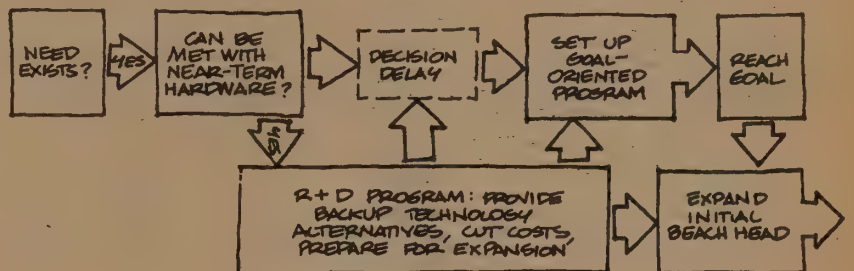 NEED
EXISTS?
YES
CAN BE
MET WITH
NEAR-TERM
HARDWARE?
DECISION
DELAY
SET UP
GOAL-
ORIENTED
PROGRAM
REACH
GOAL
YES
R+D PROGRAM: PROVIDE
BACKUP TECHNOLOGY
ALTERNATIVES, CUT COSTS,
PREPARE FOR EXPANSION
EXPAND
INITIAL
BEACH HEAD